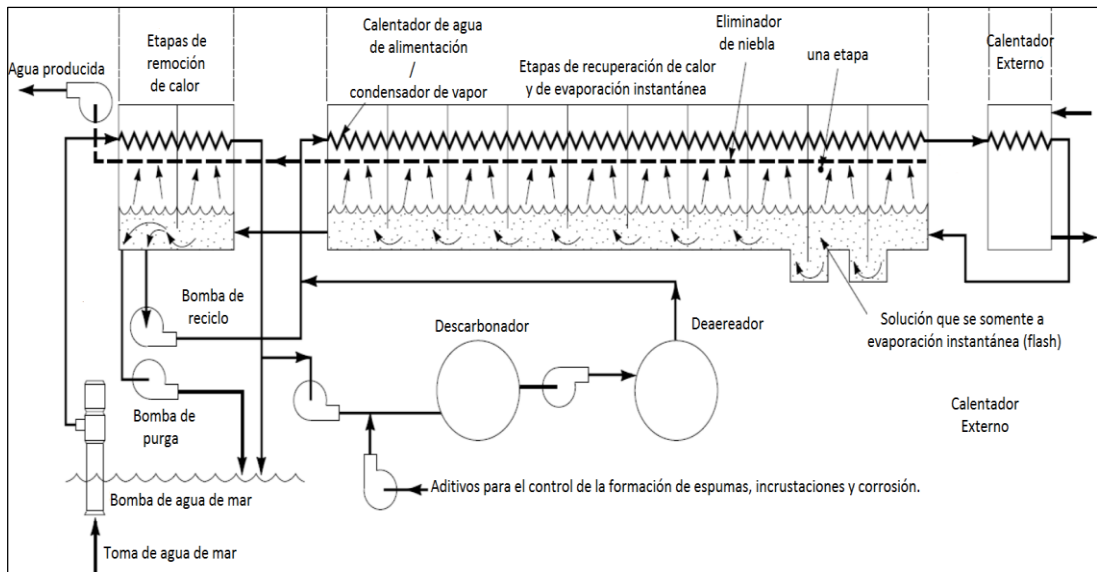 Etapas de
remoción
de calor
Agua producida
Calentador de agua
de alimentación
/
condensador de vapor
Etapas de recuperación de calor
y de evaporación instantánea
Eliminador
de niebla
una etapa
Calentador
Externo
Bomba de
reciclo
Descarbonador
Deaereador
Solución que se somente a
evaporación instantánea (flash)
Calentador
Externo
Bomba de
purga
Bomba de agua de mar
Aditivos para el control de la formación de espumas, incrustaciones y corrosión.
Toma de agua de mar